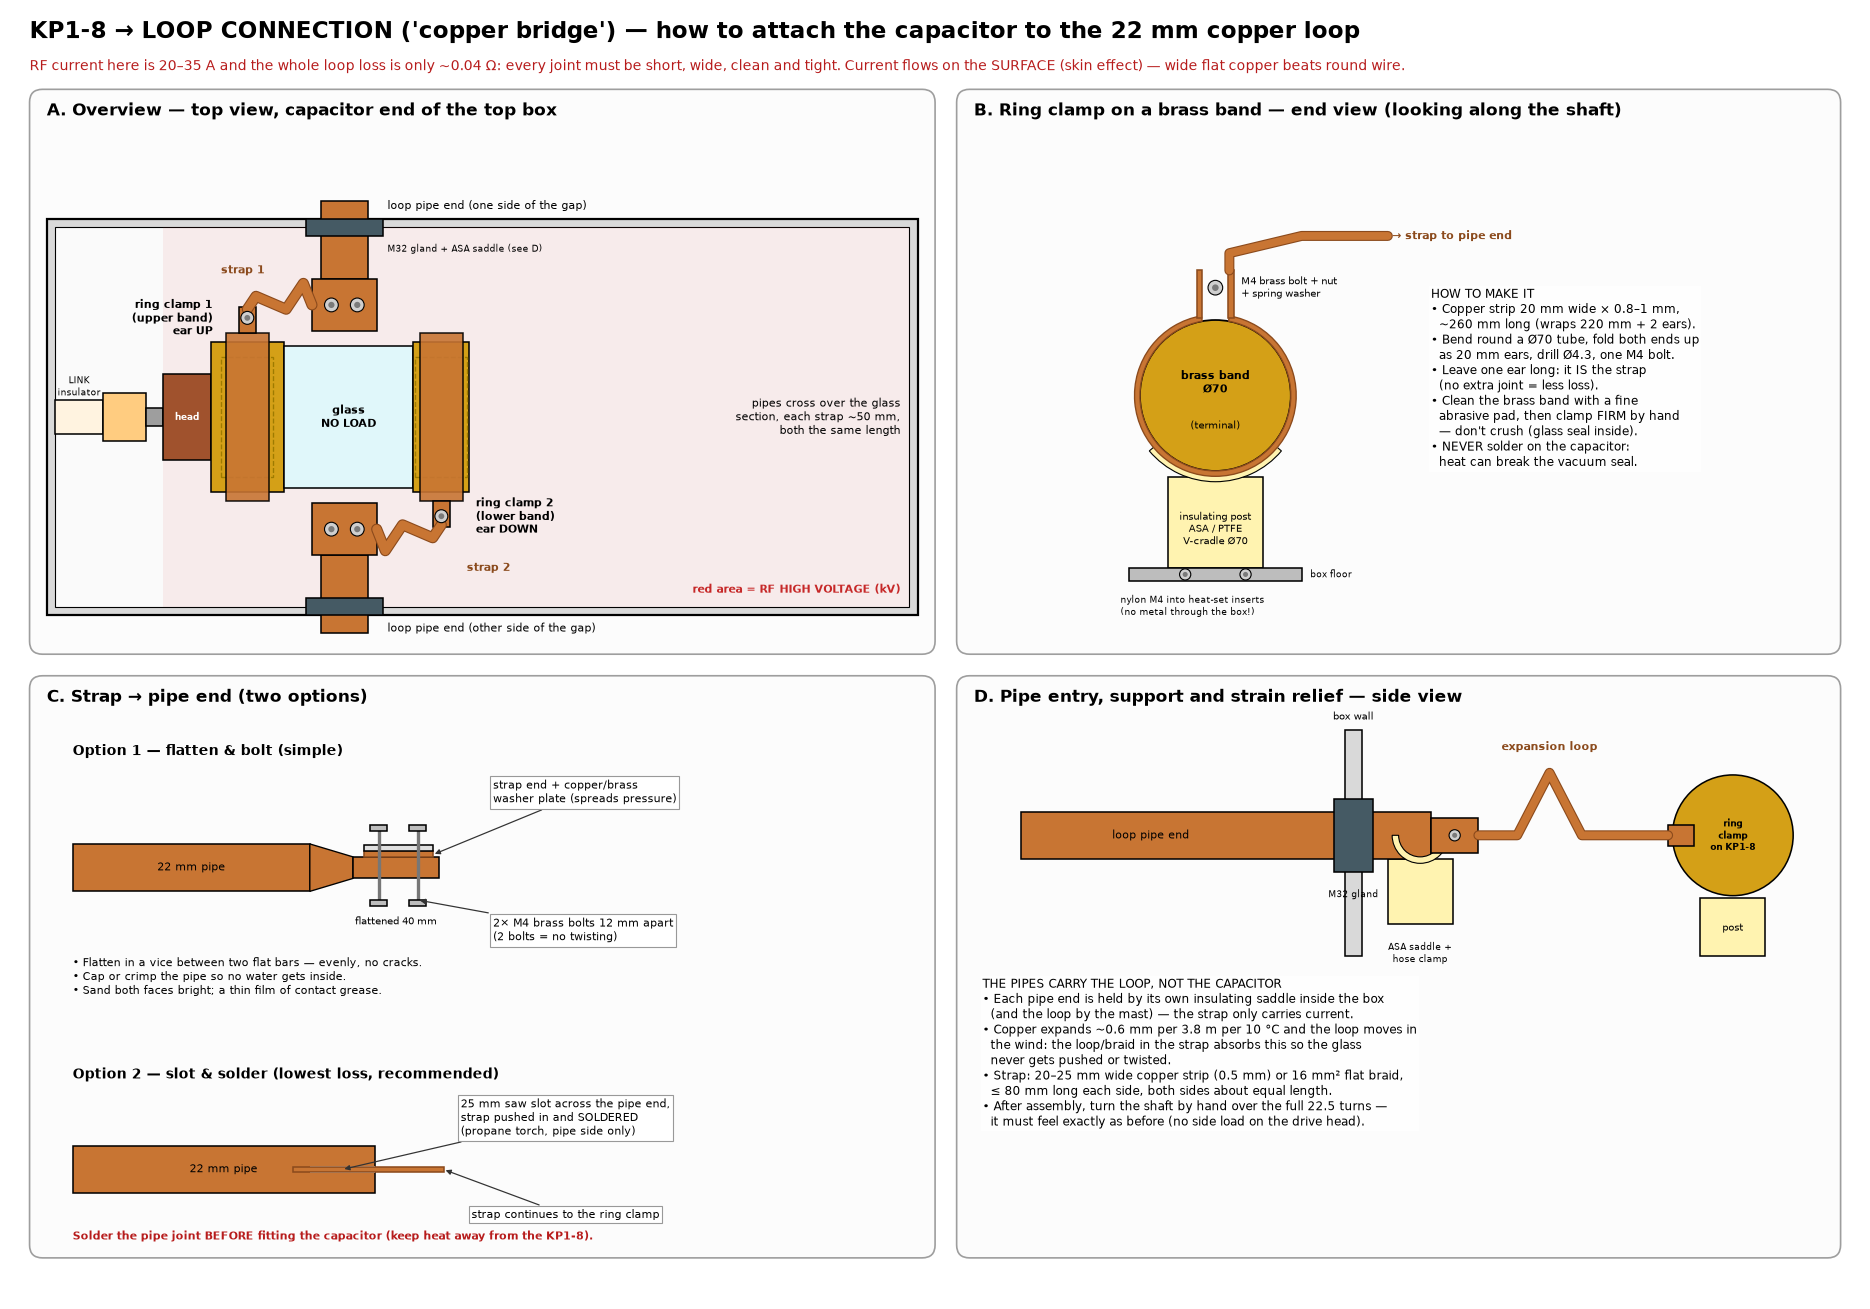 KP1-8 → LOOP CONNECTION ('copper bridge') — how to attach the capacitor to the 22 mm copper loop
RF current here is 20–35 A and the whole loop loss is only ~0.04 Ω: every joint must be short, wide, clean and tight. Current flows on the SURFACE (skin effect) — wide flat copper beats round wire.
A. Overview — top view, capacitor end of the top box
loop pipe end (one side of the gap)
M32 gland + ASA saddle (see D)
strap 1
ring clamp 1
(upper band)
ear UP
LINK
insulator
head
glass
NO LOAD
pipes cross over the glass
section, each strap ~50 mm,
both the same length
ring clamp 2
(lower band)
ear DOWN
strap 2
red area = RF HIGH VOLTAGE (kV)
loop pipe end (other side of the gap)
B. Ring clamp on a brass band — end view (looking along the shaft)
→ strap to pipe end
M4 brass bolt + nut
+ spring washer
brass band
Ø70
(terminal)
insulating post
ASA / PTFE
V-cradle Ø70
box floor
nylon M4 into heat-set inserts
(no metal through the box!)
HOW TO MAKE IT
• Copper strip 20 mm wide × 0.8–1 mm,
~260 mm long (wraps 220 mm + 2 ears).
• Bend round a Ø70 tube, fold both ends up
as 20 mm ears, drill Ø4.3, one M4 bolt.
• Leave one ear long: it IS the strap
(no extra joint = less loss).
• Clean the brass band with a fine
abrasive pad, then clamp FIRM by hand
— don't crush (glass seal inside).
• NEVER solder on the capacitor:
heat can break the vacuum seal.
C. Strap → pipe end (two options)
Option 1 — flatten & bolt (simple)
strap end + copper/brass
washer plate (spreads pressure)
22 mm pipe
flattened 40 mm
2× M4 brass bolts 12 mm apart
(2 bolts = no twisting)
• Flatten in a vice between two flat bars — evenly, no cracks.
• Cap or crimp the pipe so no water gets inside.
• Sand both faces bright; a thin film of contact grease.
Option 2 — slot & solder (lowest loss, recommended)
25 mm saw slot across the pipe end,
strap pushed in and SOLDERED
(propane torch, pipe side only)
22 mm pipe
strap continues to the ring clamp
Solder the pipe joint BEFORE fitting the capacitor (keep heat away from the KP1-8).
D. Pipe entry, support and strain relief — side view
box wall
expansion loop
loop pipe end
ring
clamp
on KP1-8
M32 gland
post
ASA saddle +
hose clamp
THE PIPES CARRY THE LOOP, NOT THE CAPACITOR
• Each pipe end is held by its own insulating saddle inside the box
(and the loop by the mast) — the strap only carries current.
• Copper expands ~0.6 mm per 3.8 m per 10 °C and the loop moves in
the wind: the loop/braid in the strap absorbs this so the glass
never gets pushed or twisted.
• Strap: 20–25 mm wide copper strip (0.5 mm) or 16 mm² flat braid,
≤ 80 mm long each side, both sides about equal length.
• After assembly, turn the shaft by hand over the full 22.5 turns —
it must feel exactly as before (no side load on the drive head).